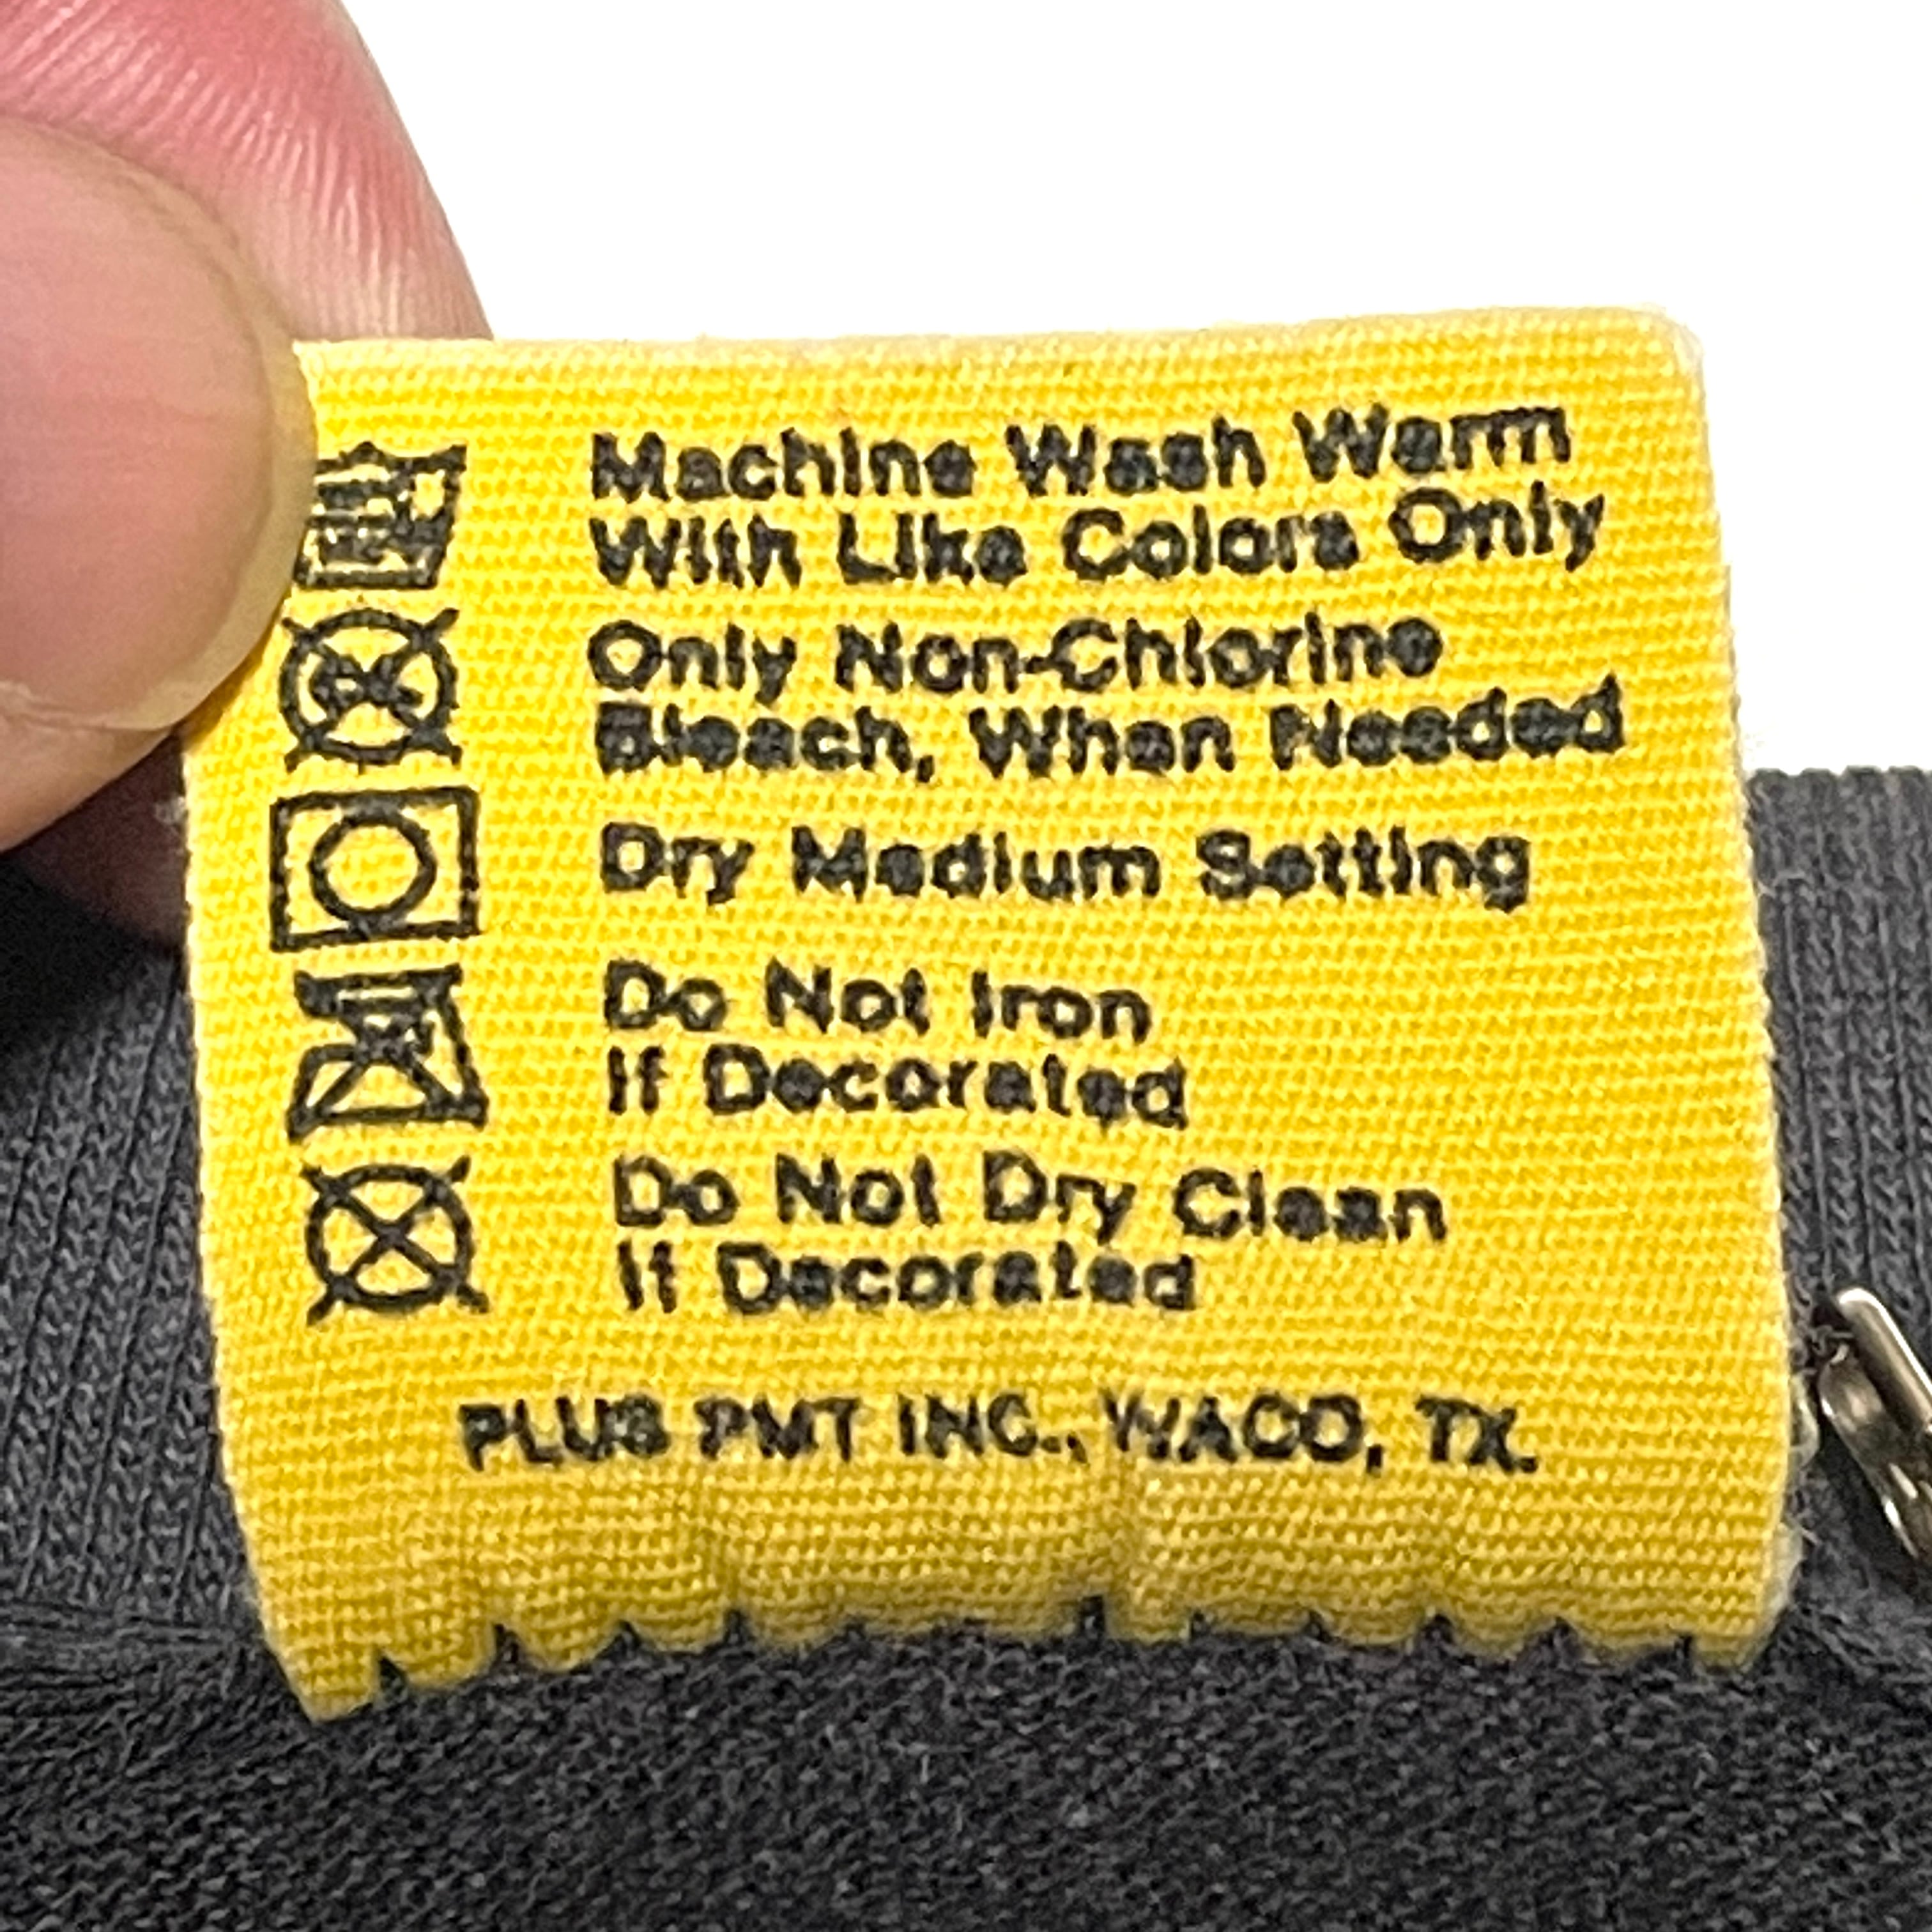 Machine Wash Warm
With Like Colors Only
Only Non-Chlorine
Bleach, When Needed
Dry Medium Setting
Do Not Iron
If Decorated
Do Not Dry Clean
If Decorated
PLUS PMT INC., WACO, TX.